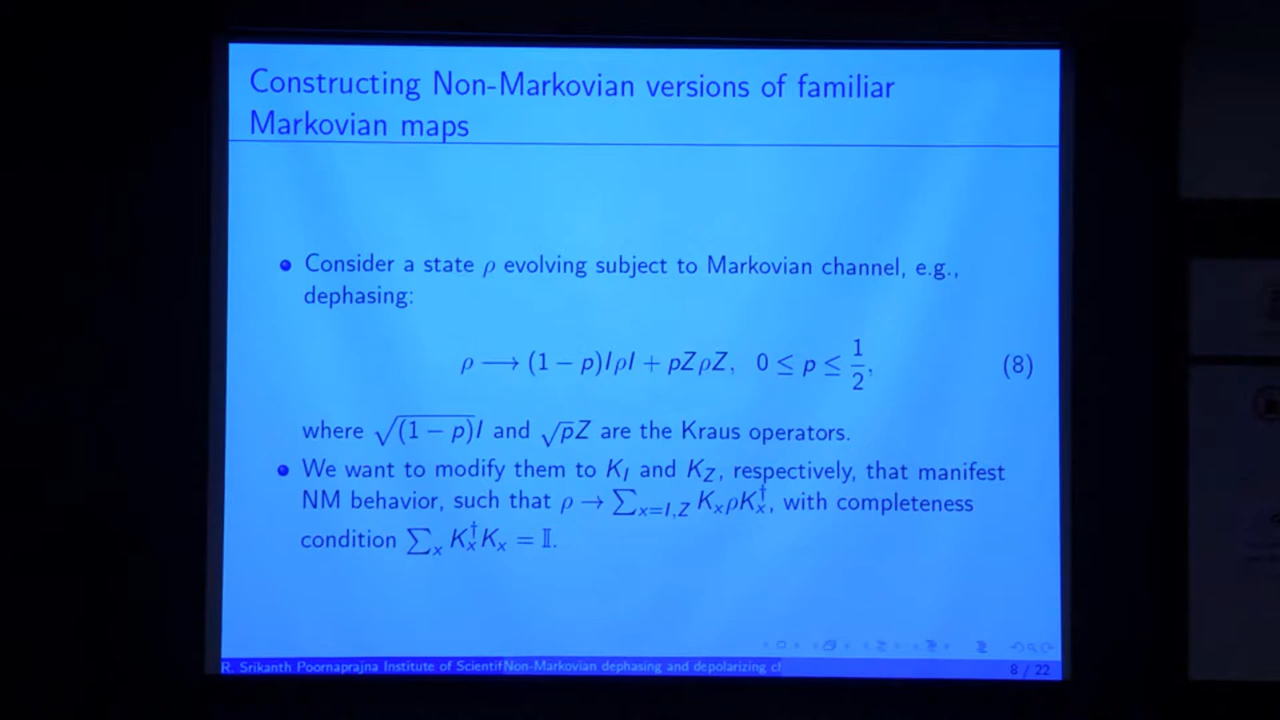 Constructing Non-Markovian versions of familiar
Markovian maps
Consider a state ρ evolving subject to Markovian channel, e.g.,
dephasing:
ρ ⟶ (1 − p)IρI + pZρZ, 0 ≤ p ≤ 1/2, (8)
where √(1 − p)I and √pZ are the Kraus operators.
We want to modify them to K_I and K_Z, respectively, that manifest
NM behavior, such that ρ → ∑_{x=I,Z} K_xρK_x^†, with completeness
condition ∑_x K_x^†K_x = 𝕀.
R. Srikanth Poornaprajna Institute of Scientif Non-Markovian dephasing and depolarizing cl
8 / 22